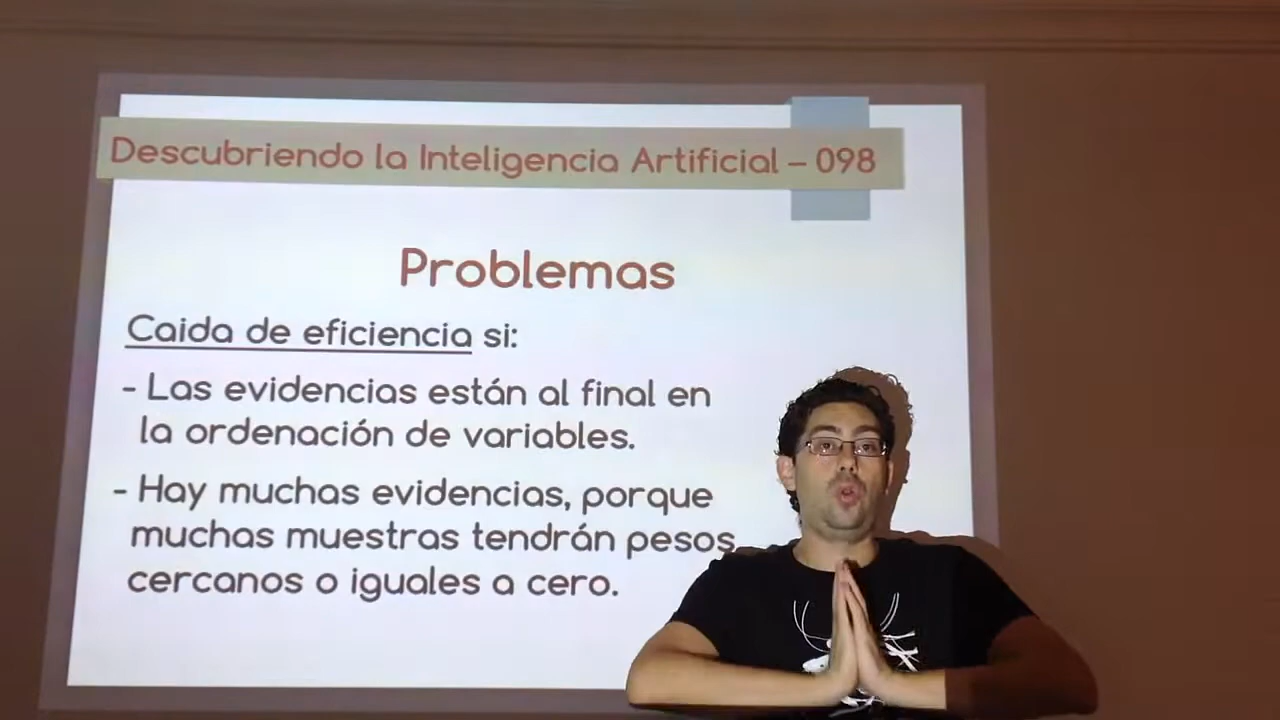 Descubriendo la Inteligencia Artificial – 098
Problemas
Caida de eficiencia si:
- Las evidencias están al final en
la ordenación de variables.
- Hay muchas evidencias, porque
muchas muestras tendrán pesos
cercanos o iguales a cero.